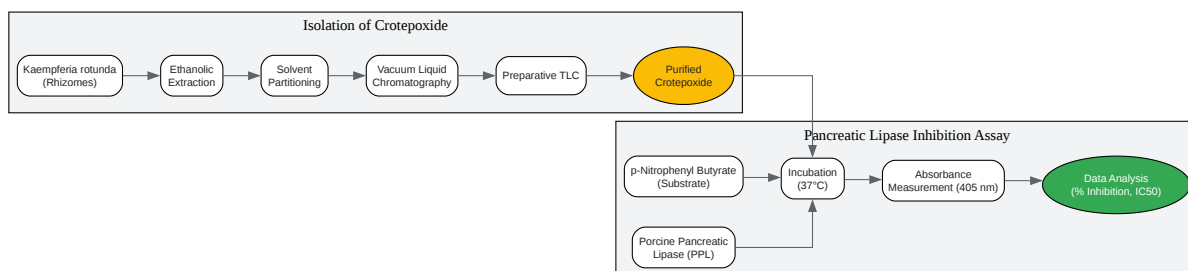 Isolation of Crotepoxide
Kaempferia rotunda
(Rhizomes)
Ethanolic
Extraction
Solvent
Partitioning
Vacuum Liquid
Chromatography
Preparative TLC
Purified
Crotepoxide
Pancreatic Lipase Inhibition Assay
p-Nitrophenyl Butyrate
(Substrate)
Incubation
(37°C)
Absorbance
Measurement (405 nm)
Data Analysis
(% Inhibition, IC50)
Porcine Pancreatic
Lipase (PPL)